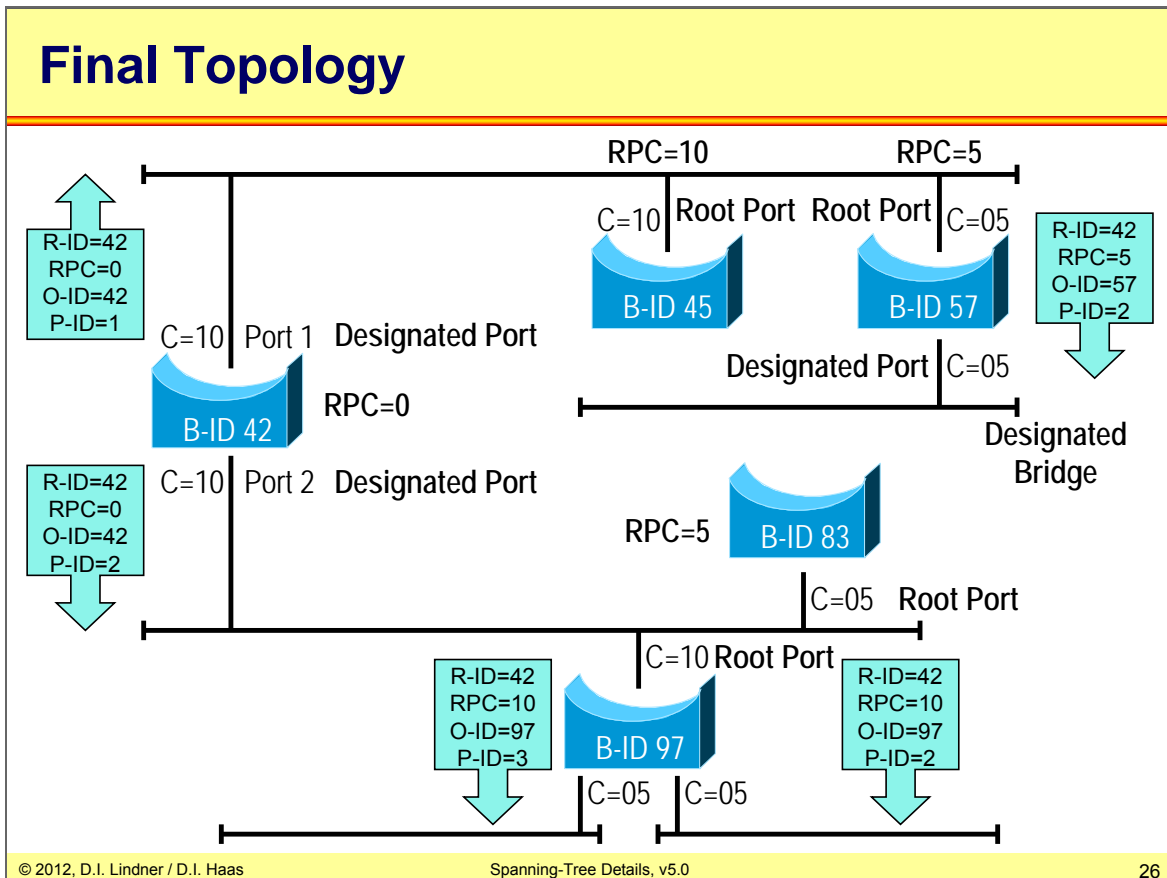 Final Topology
RPC=10
RPC=5
C=10
Root Port
Root Port
C=05
R-ID=42
RPC=0
O-ID=42
P-ID=1
B-ID 45
B-ID 57
R-ID=42
RPC=5
O-ID=57
P-ID=2
C=10
Port 1
Designated Port
Designated Port
C=05
B-ID 42
RPC=0
Designated
Bridge
R-ID=42
RPC=0
O-ID=42
P-ID=2
C=10
Port 2
Designated Port
RPC=5
B-ID 83
C=05
Root Port
C=10
Root Port
R-ID=42
RPC=10
O-ID=97
P-ID=3
B-ID 97
R-ID=42
RPC=10
O-ID=97
P-ID=2
C=05
C=05
© 2012, D.I. Lindner / D.I. Haas
Spanning-Tree Details, v5.0
26